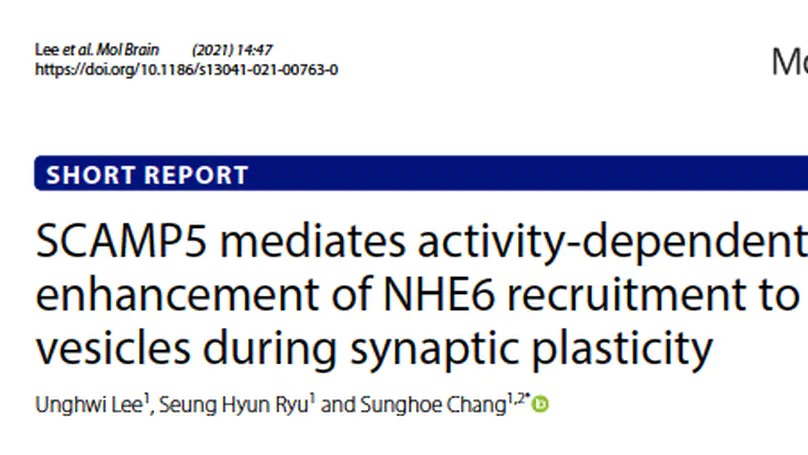 Lee et al. Mol Brain (2021) 14:47
https://doi.org/10.1186/s13041-021-00763-0
SHORT REPORT
SCAMP5 mediates activity-dependent
enhancement of NHE6 recruitment to
vesicles during synaptic plasticity
Unghwi Lee1, Seung Hyun Ryu1 and Sunghoe Chang1,2*